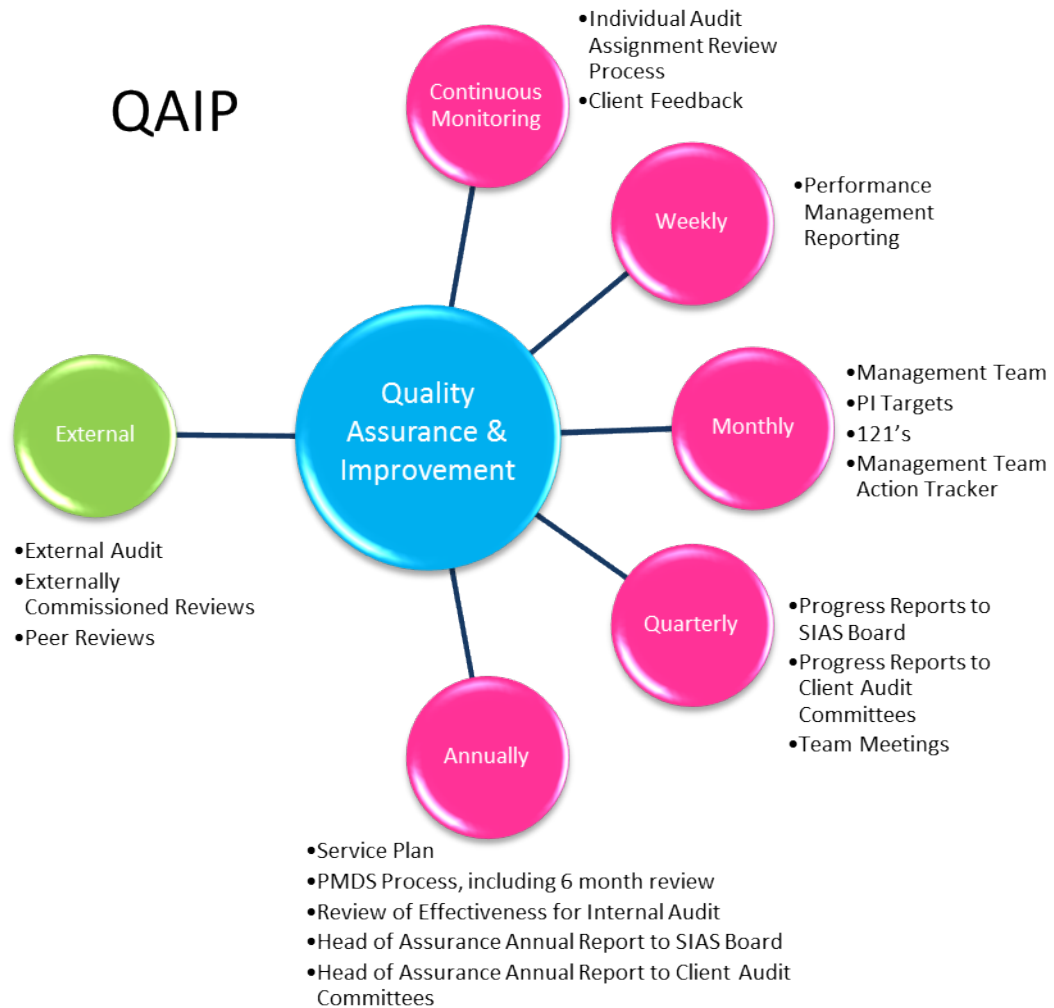 QAIP
Continuous
Monitoring
•Individual Audit
Assignment Review
Process
•Client Feedback
Weekly
•Performance
Management
Reporting
Monthly
•Management Team
•PI Targets
•121’s
•Management Team
Action Tracker
Quality
Assurance &
Improvement
External
•External Audit
•Externally
Commissioned Reviews
•Peer Reviews
Quarterly
•Progress Reports to
SIAS Board
•Progress Reports to
Client Audit
Committees
•Team Meetings
Annually
•Service Plan
•PMDS Process, including 6 month review
•Review of Effectiveness for Internal Audit
•Head of Assurance Annual Report to SIAS Board
•Head of Assurance Annual Report to Client Audit
Committees